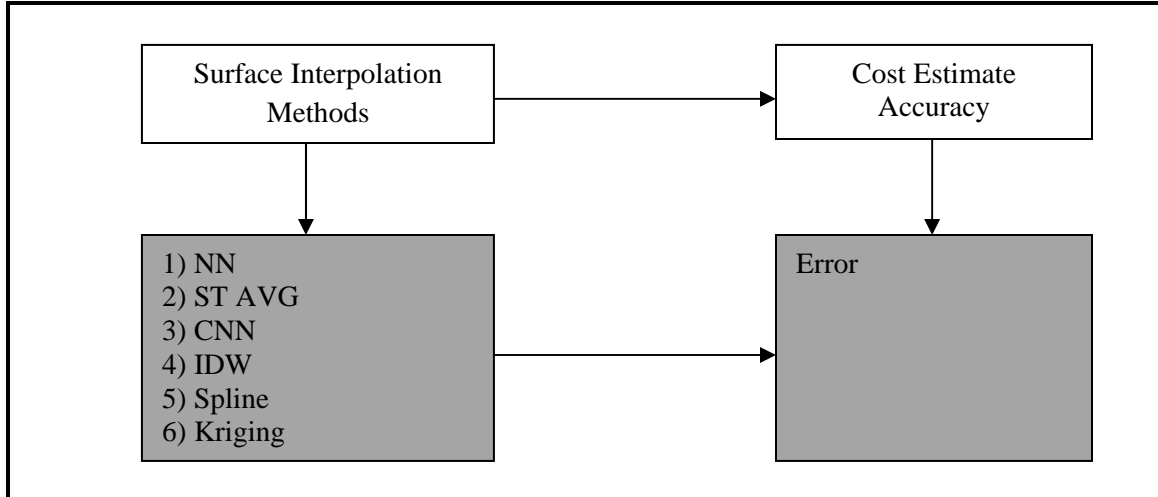 Surface Interpolation
Methods
Cost Estimate
Accuracy
1) NN
2) ST AVG
3) CNN
4) IDW
5) Spline
6) Kriging
Error